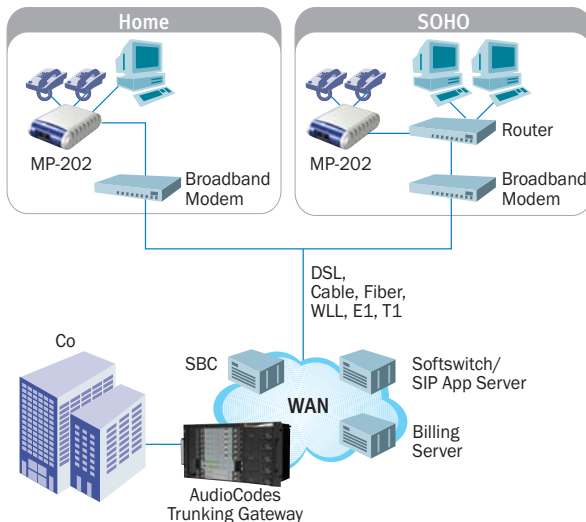 Home
SOHO
MP-202
MP-202
Router
Broadband
Modem
Broadband
Modem
DSL,
Cable, Fiber,
WLL, E1, T1
Co
SBC
Softswitch/
SIP App Server
WAN
Billing
Server
AudioCodes
Trunking Gateway